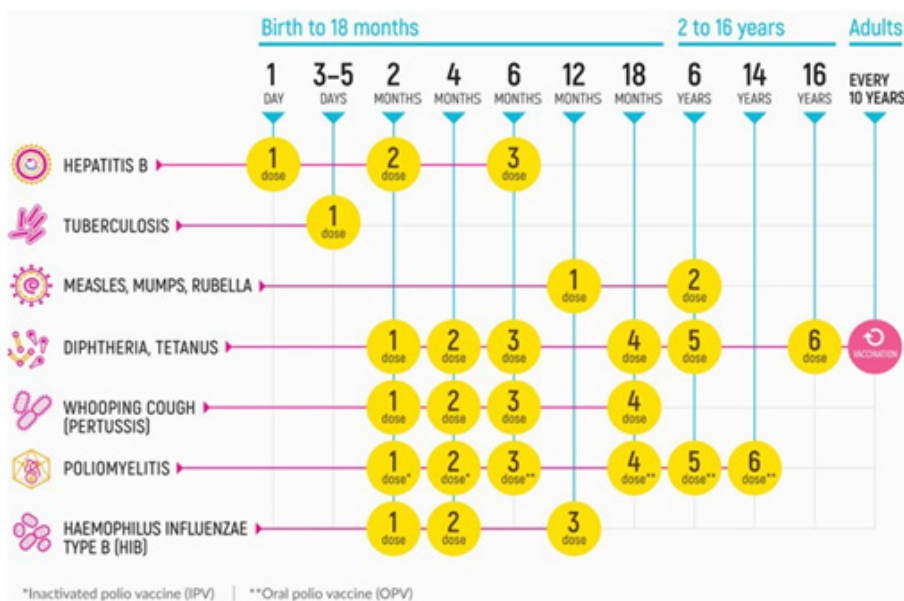 Birth to 18 months
2 to 16 years
Adults
1 DAY
3–5 DAYS
2 MONTHS
4 MONTHS
6 MONTHS
12 MONTHS
18 MONTHS
6 YEARS
14 YEARS
16 YEARS
EVERY
10 YEARS
HEPATITIS B
1 dose
2 dose
3 dose
TUBERCULOSIS
1 dose
MEASLES, MUMPS, RUBELLA
1 dose
2 dose
DIPHTHERIA, TETANUS
1 dose
2 dose
3 dose
4 dose
5 dose
6 dose
VACCINATION
WHOOPING COUGH
(PERTUSSIS)
1 dose
2 dose
3 dose
4 dose
POLIOMYELITIS
1 dose*
2 dose*
3 dose**
4 dose**
5 dose**
6 dose**
HAEMOPHILUS INFLUENZAE
TYPE B (HIB)
1 dose
2 dose
3 dose
*Inactivated polio vaccine (IPV) | **Oral polio vaccine (OPV)